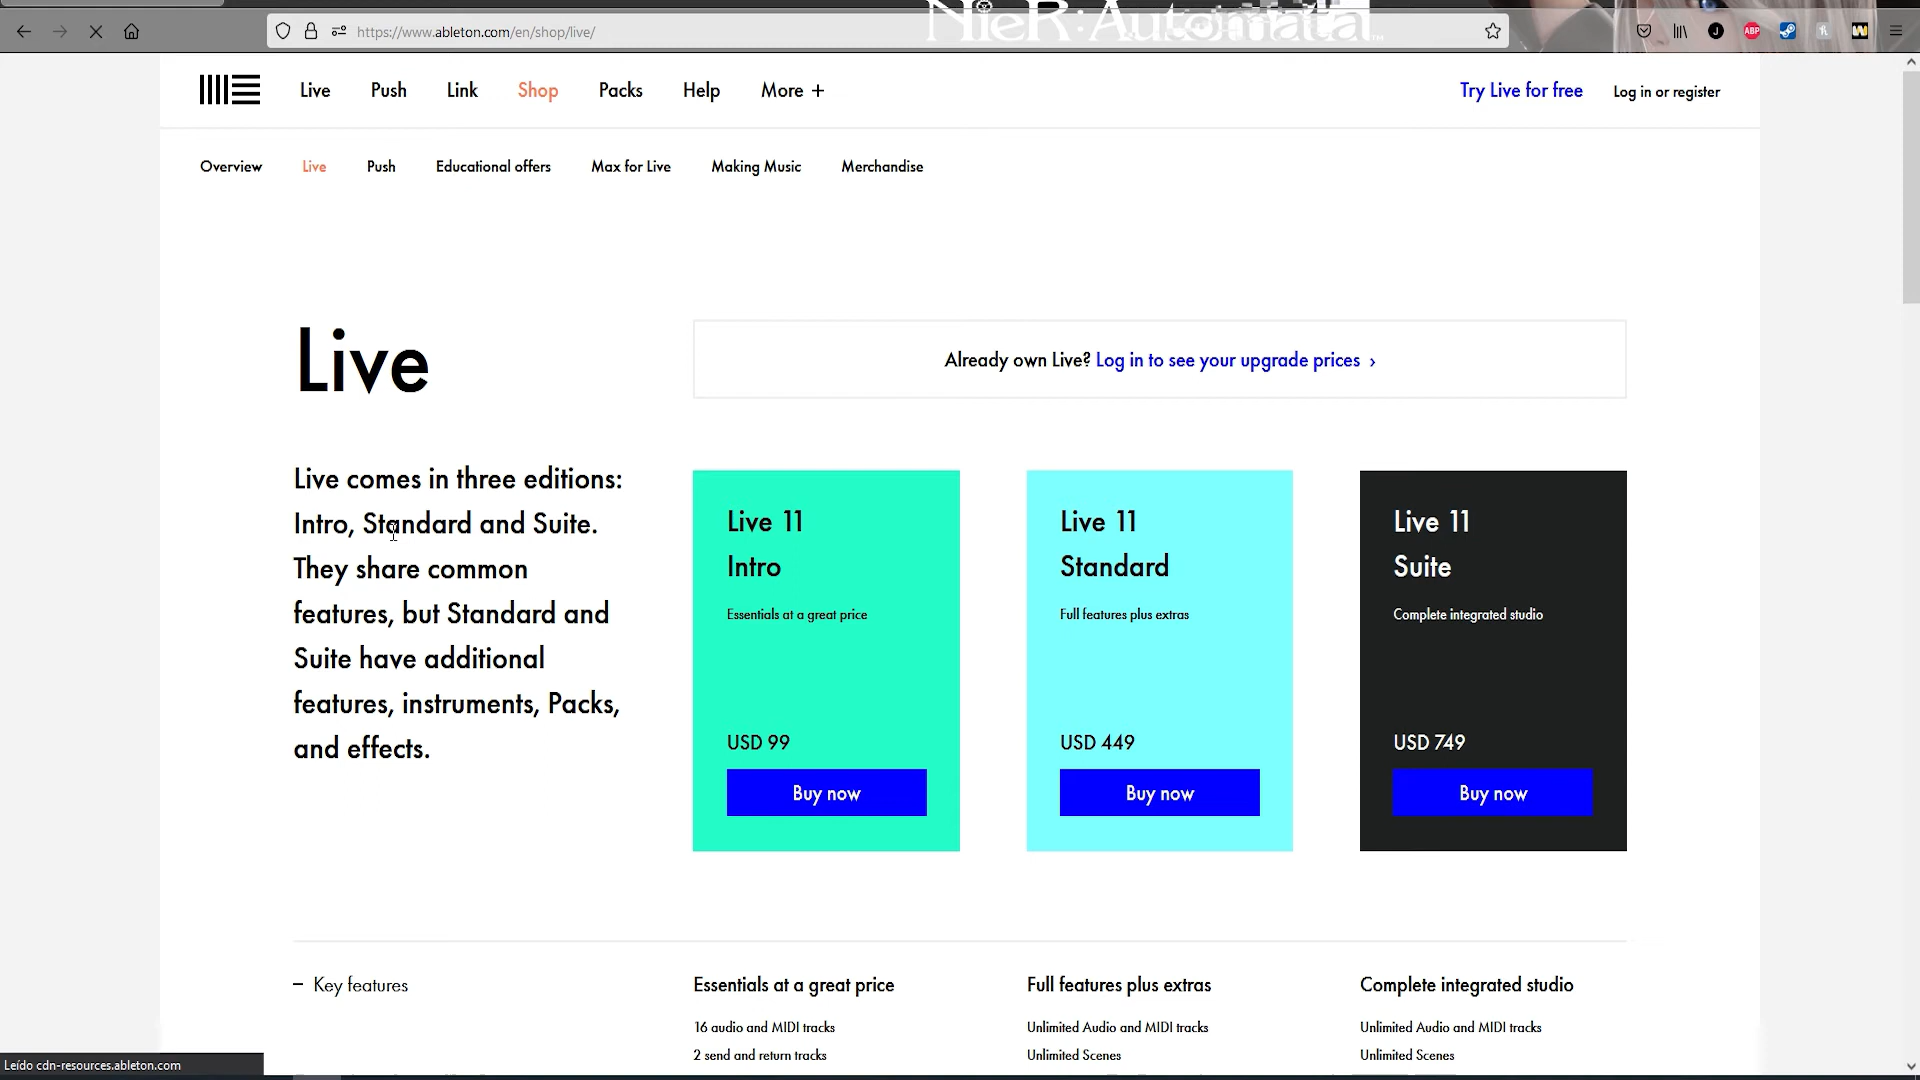 NieR:Automata
https://www.ableton.com/en/shop/live/
Live Push Link Shop Packs Help More +
Try Live for free Log in or register
Overview Live Push Educational offers Max for Live Making Music Merchandise
Live
Already own Live? Log in to see your upgrade prices ›
Live comes in three editions:
Intro, Standard and Suite.
They share common
features, but Standard and
Suite have additional
features, instruments, Packs,
and effects.
Live 11
Intro
Essentials at a great price
USD 99
Buy now
Live 11
Standard
Full features plus extras
USD 449
Buy now
Live 11
Suite
Complete integrated studio
USD 749
Buy now
– Key features
Essentials at a great price
16 audio and MIDI tracks
2 send and return tracks
Full features plus extras
Unlimited Audio and MIDI tracks
Unlimited Scenes
Complete integrated studio
Unlimited Audio and MIDI tracks
Unlimited Scenes
Leído cdn-resources.ableton.com